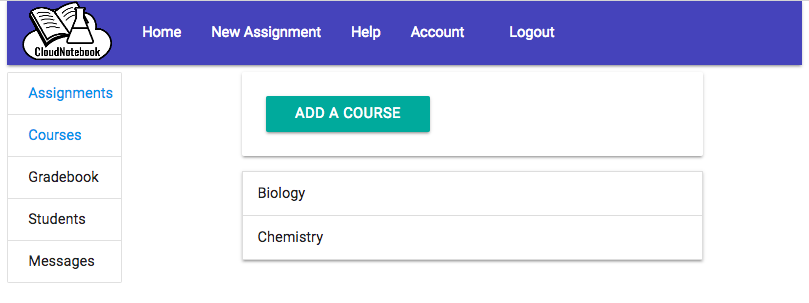 CloudNotebook
Home New Assignment Help Account Logout
Assignments
Courses
Gradebook
Students
Messages
ADD A COURSE
Biology
Chemistry